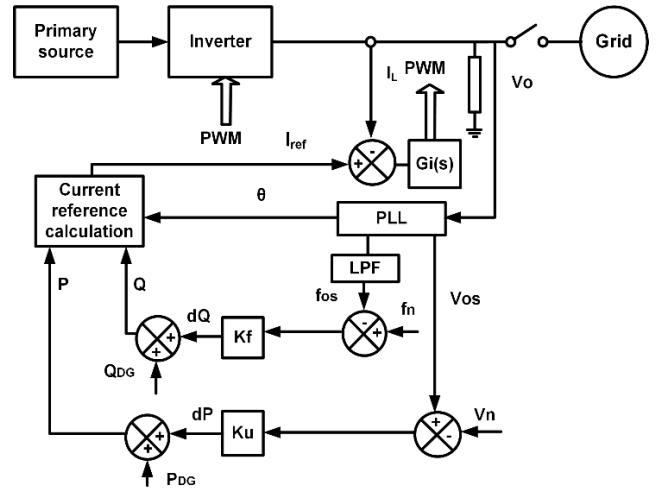 Primary
source
Inverter
Grid
PWM
IL
PWM
Vo
Iref
-
+
Gi(s)
Current
reference
calculation
θ
PLL
LPF
P
Q
fos
fn
Vos
dQ
Kf
-
+
+
+
QDG
dP
Ku
Vn
+
-
+
+
PDG